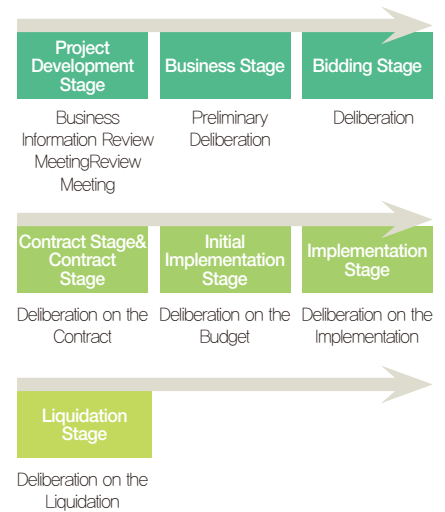 Project
Development
Stage
Business Stage
Bidding Stage
Business
Information Review
MeetingReview
Meeting
Preliminary
Deliberation
Deliberation
Contract Stage&
Contract
Stage
Initial
Implementation
Stage
Implementation
Stage
Deliberation on the
Contract
Deliberation on the
Budget
Deliberation on the
Implementation
Liquidation
Stage
Deliberation on the
Liquidation